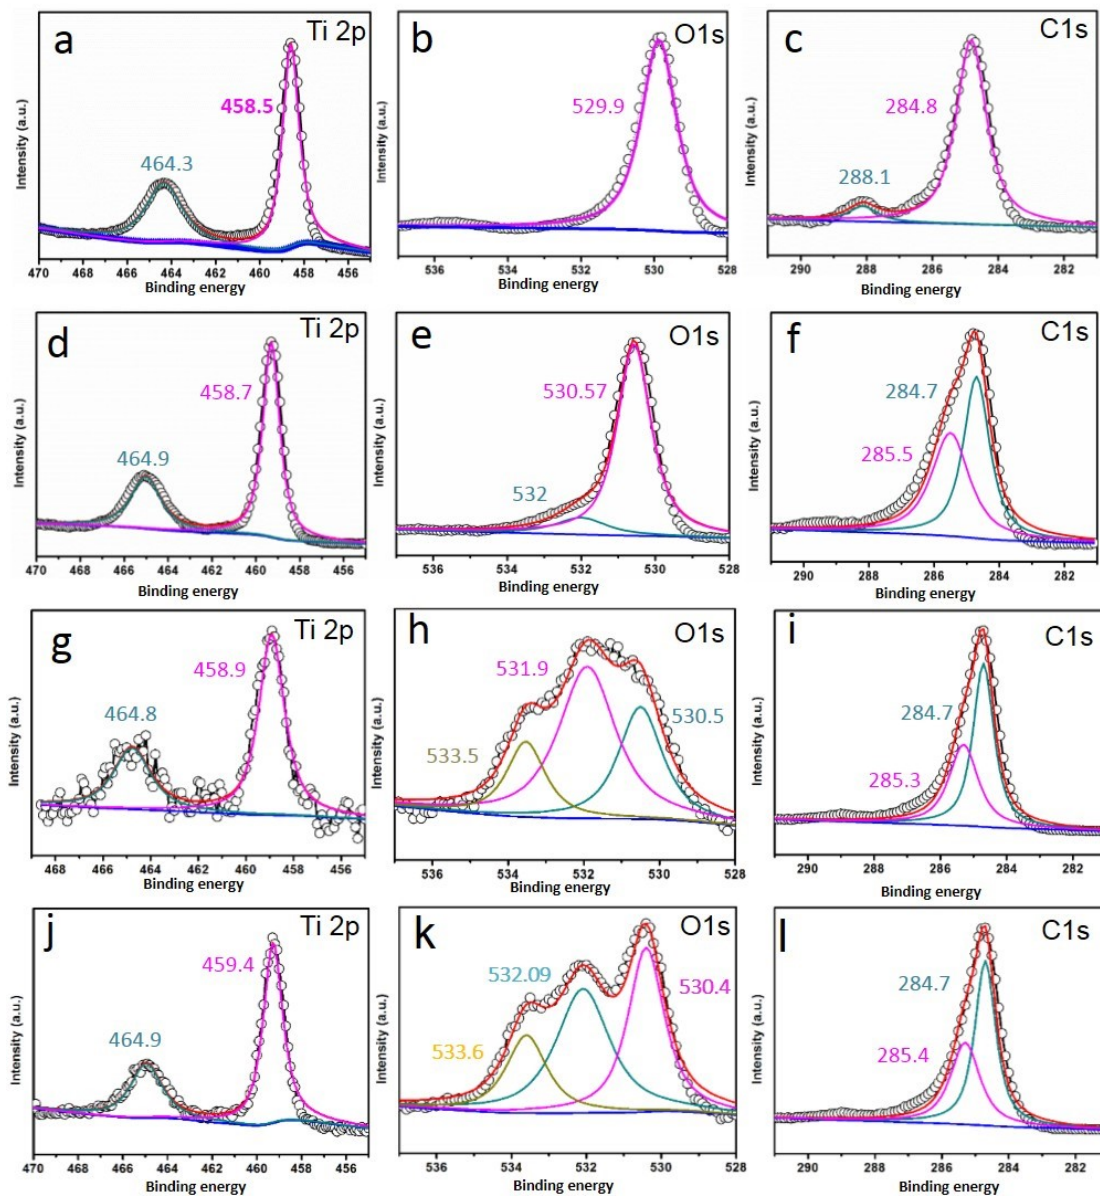 a
Ti 2p
458.5
464.3
Intensity (a.u.)
470 468 466 464 462 460 458 456
Binding energy
b
O1s
529.9
Intensity (a.u.)
536 534 532 530 528
Binding energy
c
C1s
284.8
288.1
Intensity (a.u.)
290 288 286 284 282
Binding energy
d
Ti 2p
458.7
464.9
Intensity (a.u.)
470 468 466 464 462 460 458 456
Binding energy
e
O1s
530.57
532
Intensity (a.u.)
536 534 532 530 528
Binding energy
f
C1s
284.7
285.5
Intensity (a.u.)
290 288 286 284 282
Binding energy
g
Ti 2p
458.9
464.8
Intensity (a.u.)
468 466 464 462 460 458 456
Binding energy
h
O1s
531.9
530.5
533.5
Intensity (a.u.)
536 534 532 530 528
Binding energy
i
C1s
284.7
285.3
Intensity (a.u.)
290 288 286 284 282
Binding energy
j
Ti 2p
459.4
464.9
Intensity (a.u.)
470 468 466 464 462 460 458 456
Binding energy
k
O1s
532.09
530.4
533.6
Intensity (a.u.)
536 534 532 530 528
Binding energy
l
C1s
284.7
285.4
Intensity (a.u.)
290 288 286 284 282
Binding energy